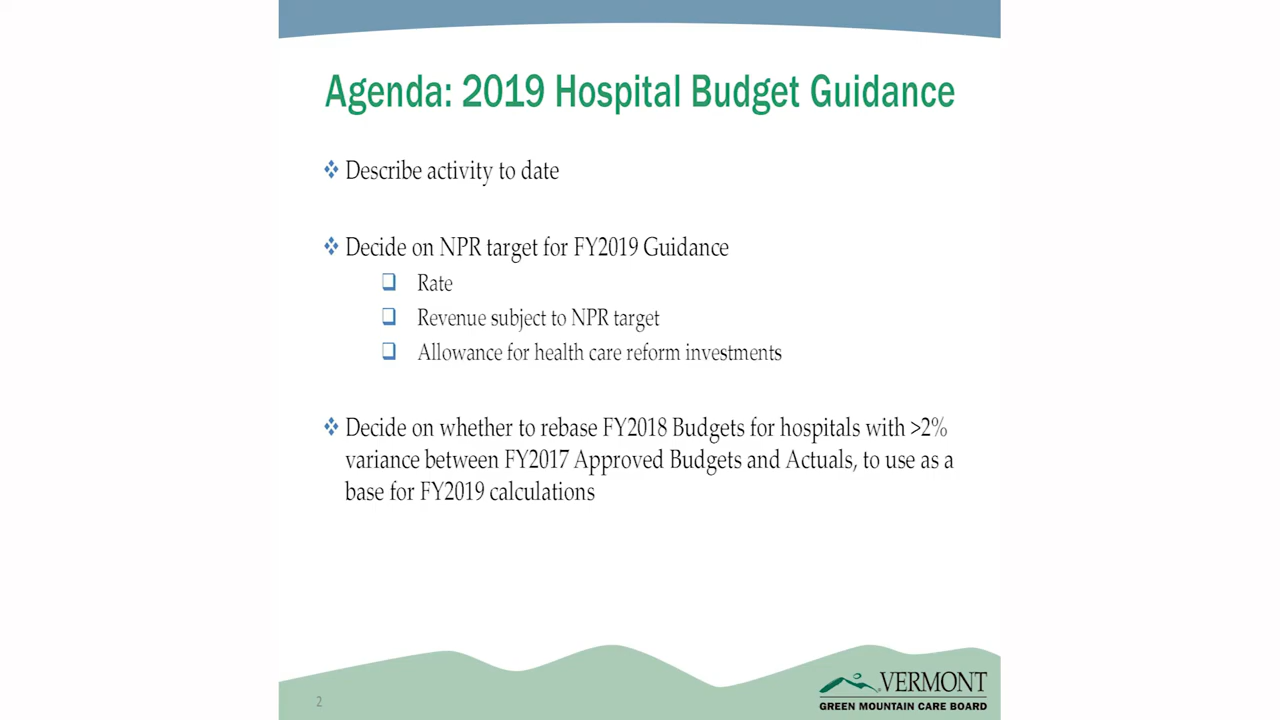 Agenda: 2019 Hospital Budget Guidance
Describe activity to date
Decide on NPR target for FY2019 Guidance
Rate
Revenue subject to NPR target
Allowance for health care reform investments
Decide on whether to rebase FY2018 Budgets for hospitals with >2%
variance between FY2017 Approved Budgets and Actuals, to use as a
base for FY2019 calculations
2
VERMONT
GREEN MOUNTAIN CARE BOARD